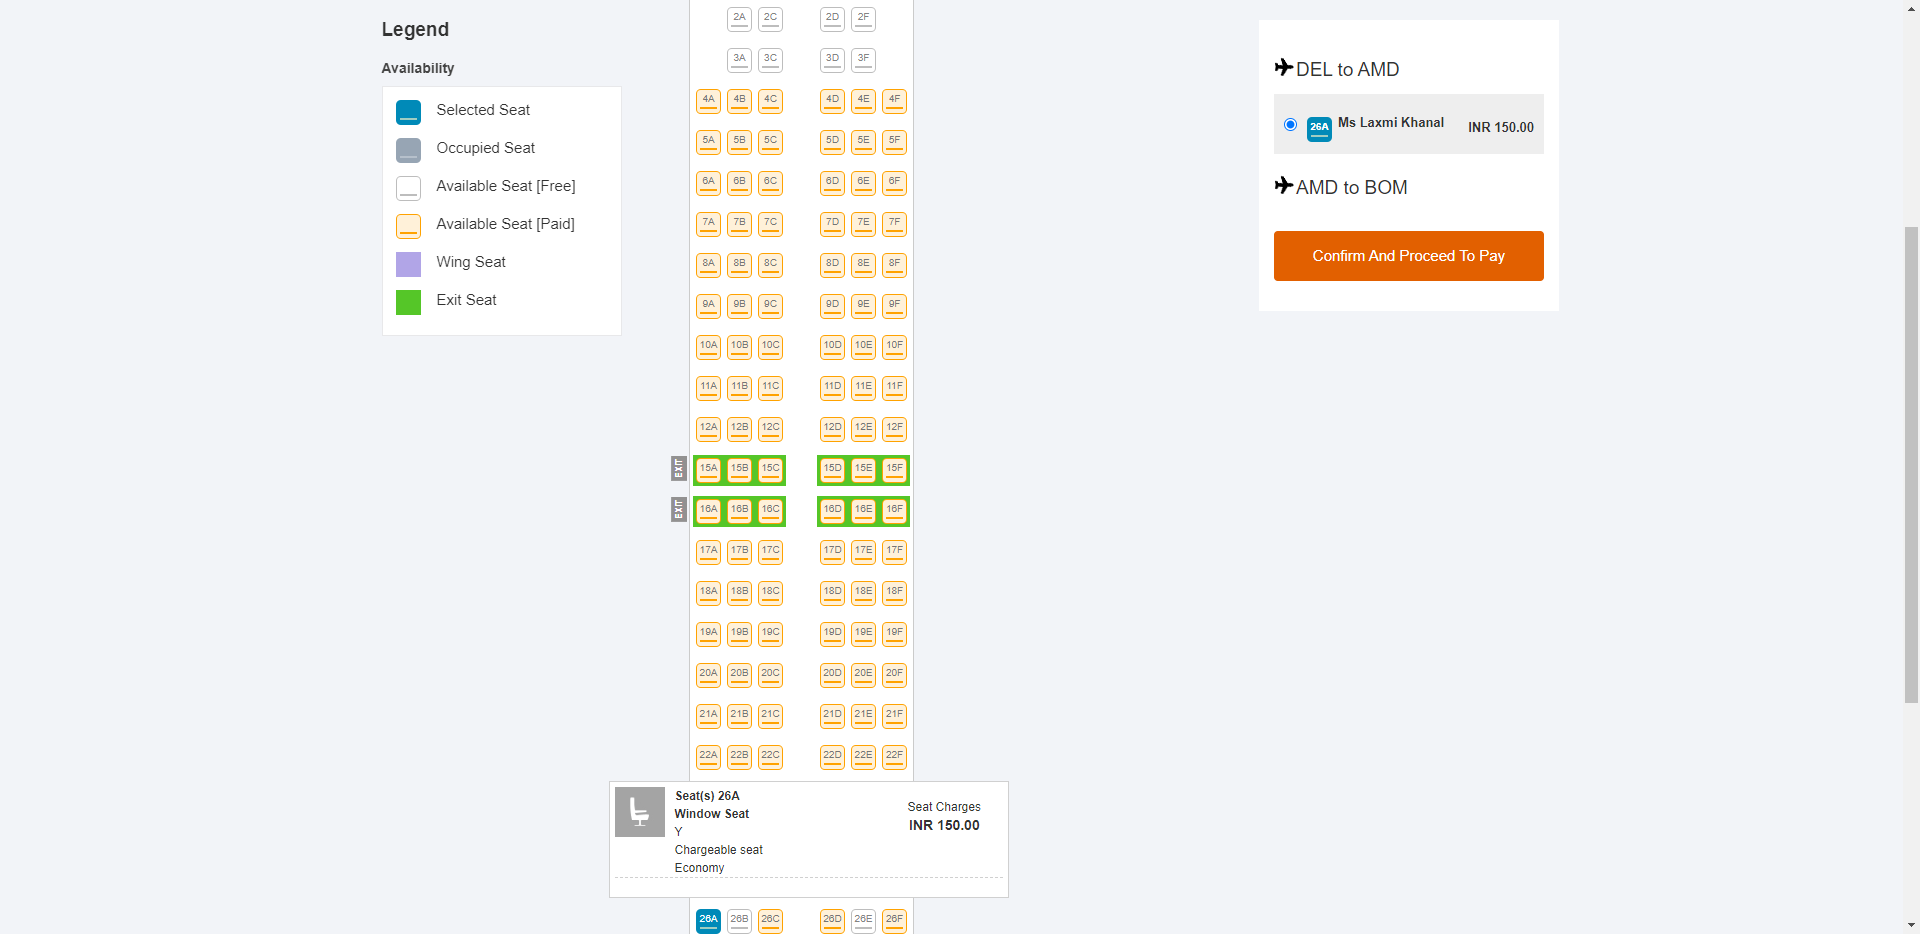 Legend
Availability
Selected Seat
Occupied Seat
Available Seat [Free]
Available Seat [Paid]
Wing Seat
Exit Seat
2A 2C 2D 2F
3A 3C 3D 3F
4A 4B 4C 4D 4E 4F
5A 5B 5C 5D 5E 5F
6A 6B 6C 6D 6E 6F
7A 7B 7C 7D 7E 7F
8A 8B 8C 8D 8E 8F
9A 9B 9C 9D 9E 9F
10A 10B 10C 10D 10E 10F
11A 11B 11C 11D 11E 11F
12A 12B 12C 12D 12E 12F
EXIT 15A 15B 15C 15D 15E 15F
EXIT 16A 16B 16C 16D 16E 16F
17A 17B 17C 17D 17E 17F
18A 18B 18C 18D 18E 18F
19A 19B 19C 19D 19E 19F
20A 20B 20C 20D 20E 20F
21A 21B 21C 21D 21E 21F
22A 22B 22C 22D 22E 22F
Seat(s) 26A
Window Seat
Y
Chargeable seat
Economy
Seat Charges
INR 150.00
26A 26B 26C 26D 26E 26F
DEL to AMD
26A Ms Laxmi Khanal INR 150.00
AMD to BOM
Confirm And Proceed To Pay